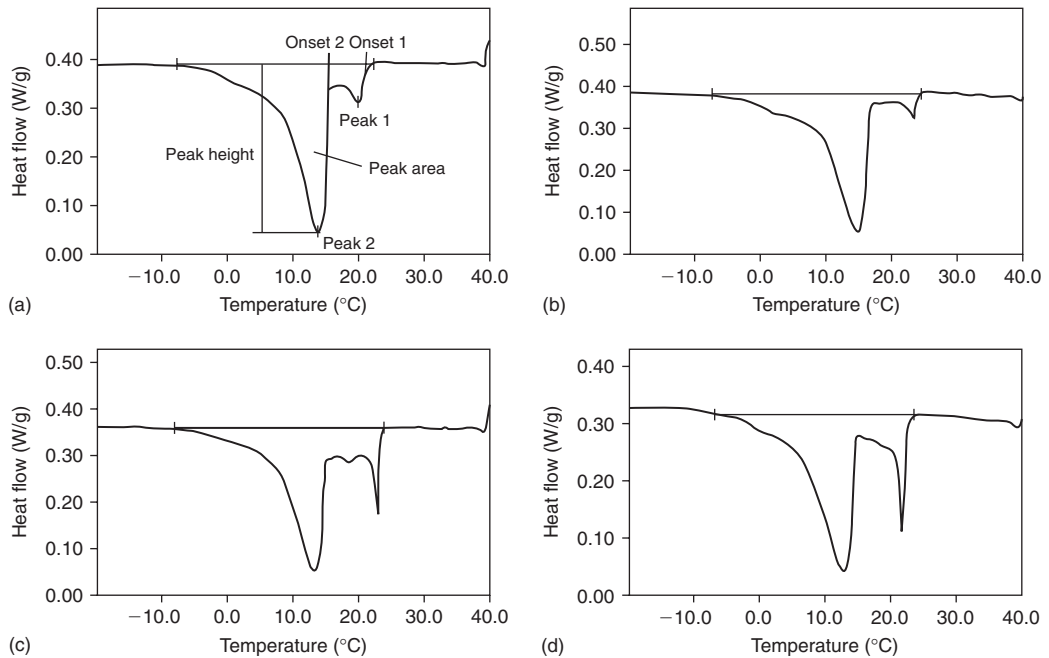 Heat flow (W/g)
0.40
0.30
0.20
0.10
0.00
Onset 2 Onset 1
Peak 1
Peak height
Peak area
Peak 2
−10.0 0.0 10.0 20.0 30.0 40.0
Temperature (°C)
(a)
Heat flow (W/g)
0.50
0.40
0.30
0.20
0.10
0.00
−10.0 0.0 10.0 20.0 30.0 40.0
Temperature (°C)
(b)
Heat flow (W/g)
0.50
0.40
0.30
0.20
0.10
0.00
−10.0 0.0 10.0 20.0 30.0 40.0
Temperature (°C)
(c)
Heat flow (W/g)
0.40
0.30
0.20
0.10
0.00
−10.0 0.0 10.0 20.0 30.0 40.0
Temperature (°C)
(d)